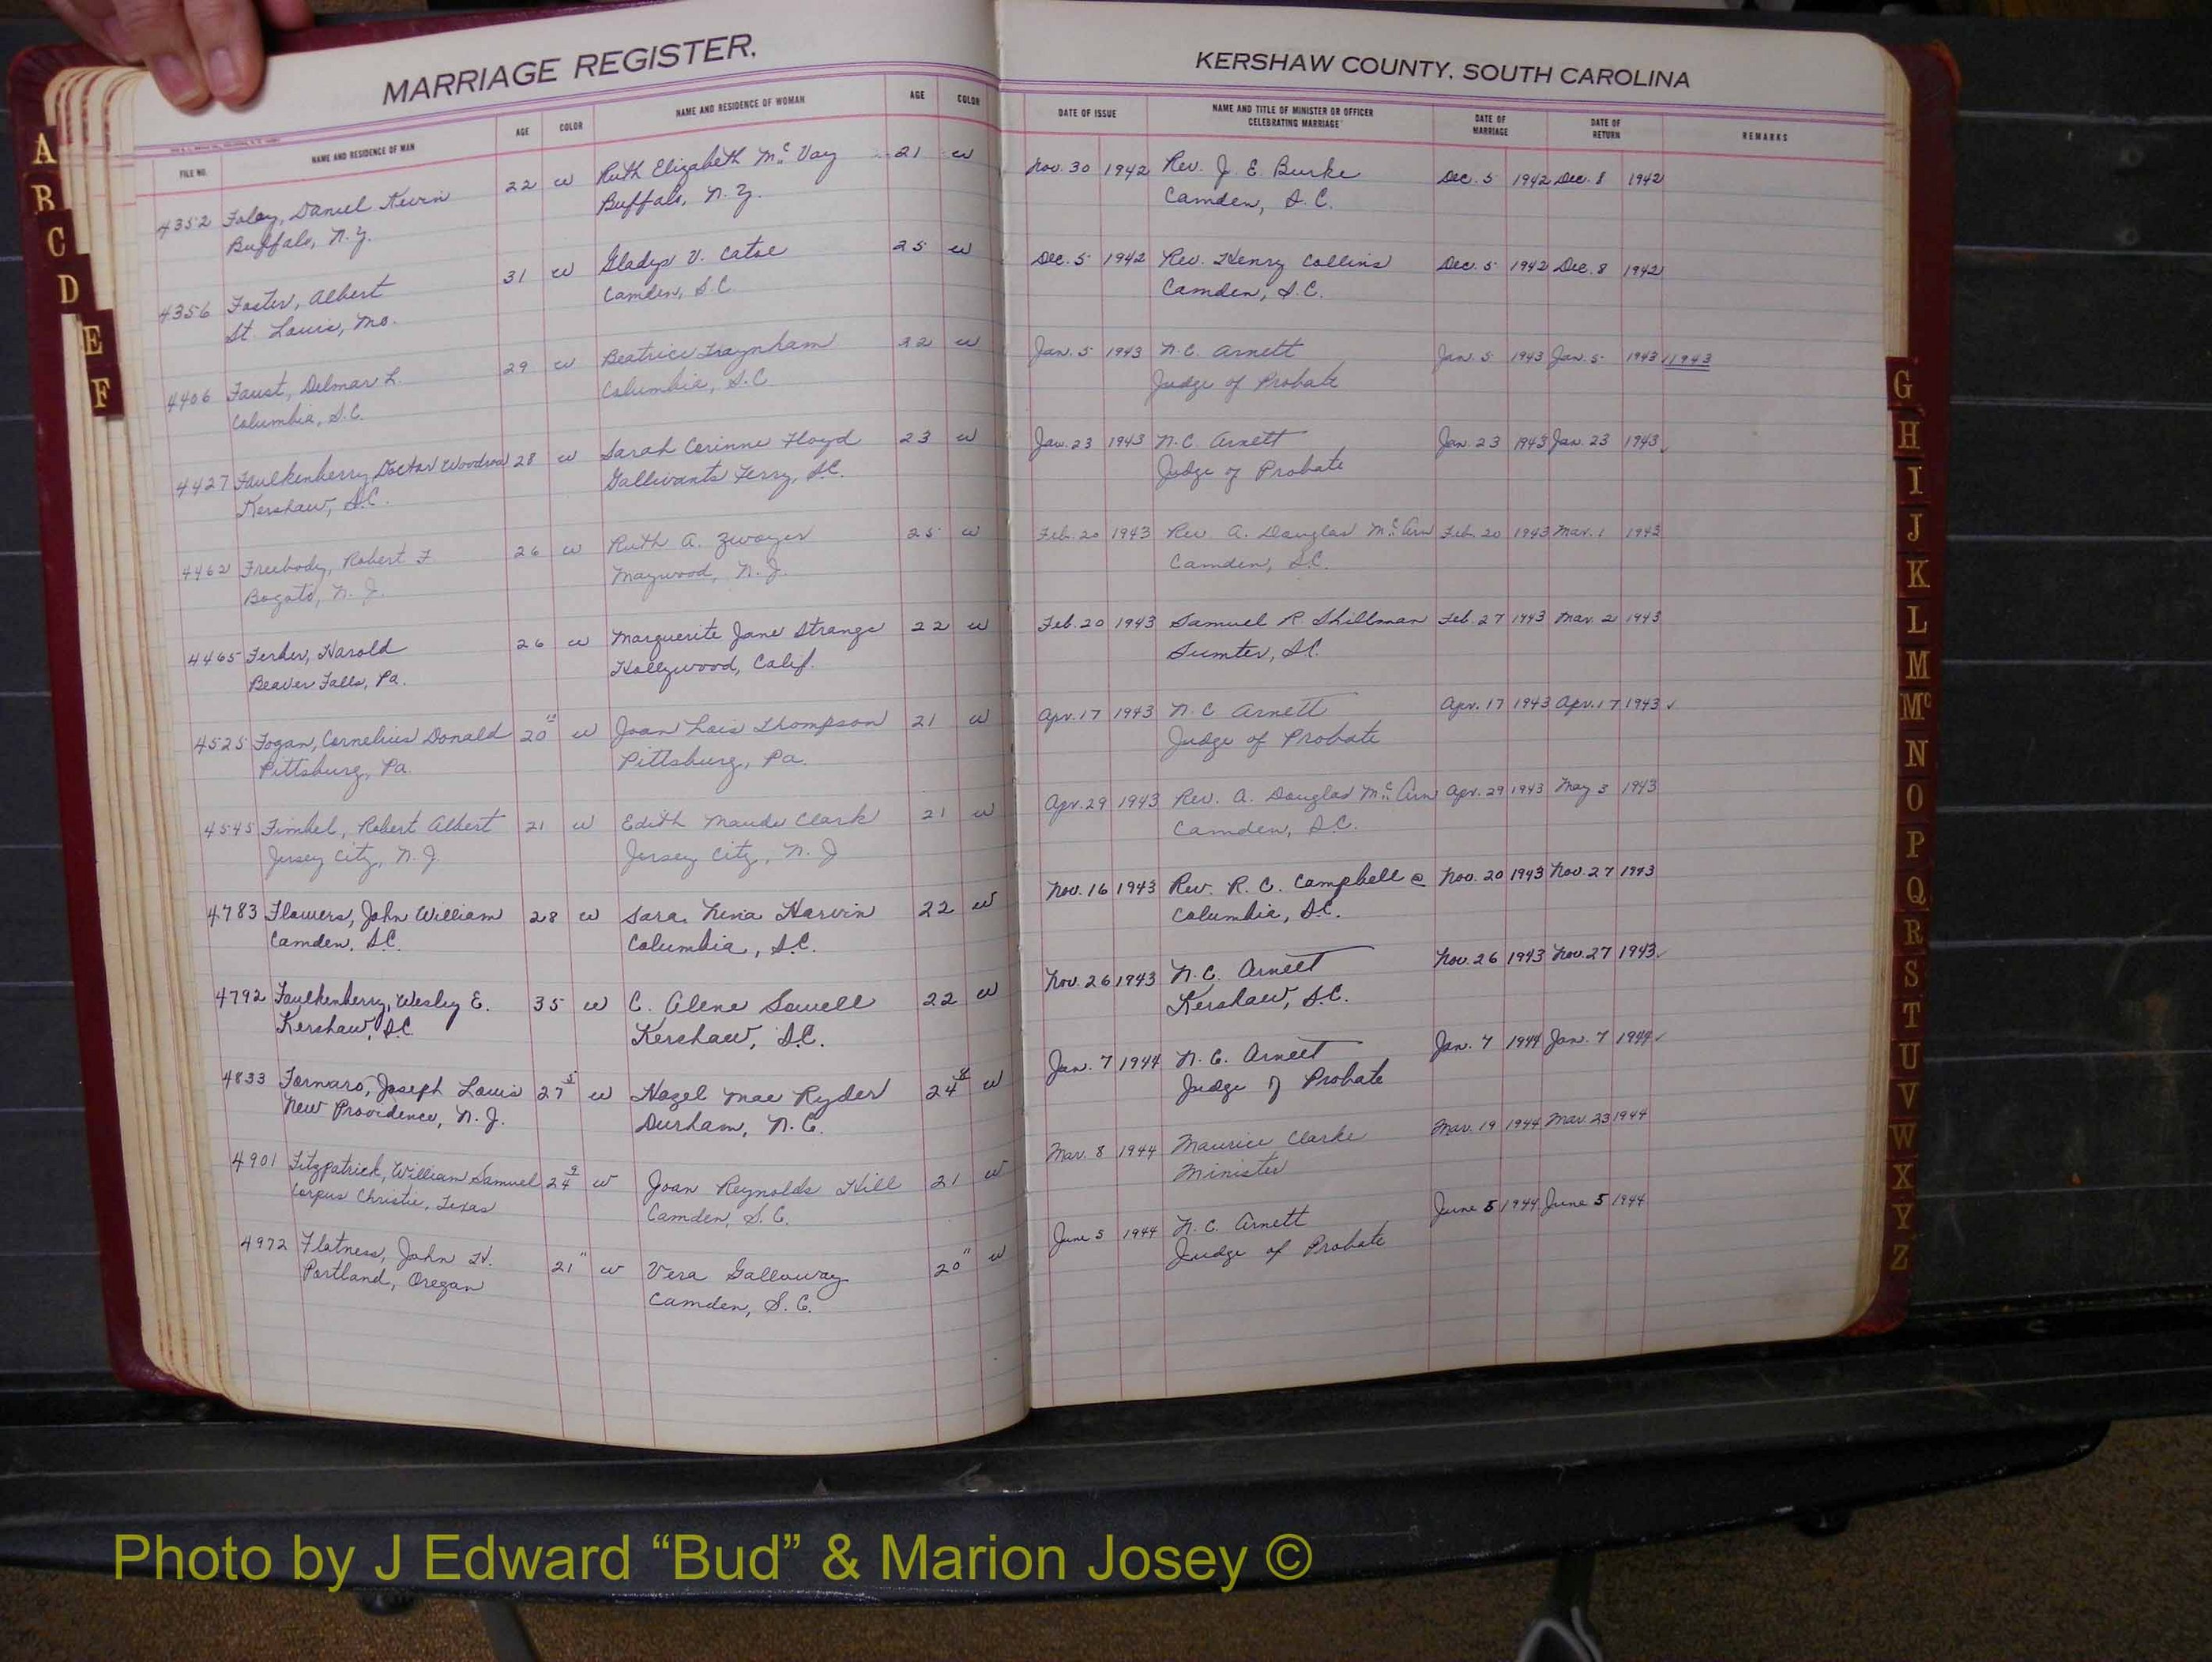 MARRIAGE REGISTER.
KERSHAW COUNTY, SOUTH CAROLINA
FILE NO. NAME AND RESIDENCE OF MAN AGE COLOR NAME AND RESIDENCE OF WOMAN AGE COLOR DATE OF ISSUE NAME AND TITLE OF MINISTER OR OFFICER CELEBRATING MARRIAGE DATE OF MARRIAGE DATE OF RETURN REMARKS
4352 Foley, Daniel Kevin 22 w Ruth Elizabeth McVay 21 w Nov. 30 1942 Rev. J. E. Burke Dec. 5 1942 Dec. 8 1942
Buffalo, N.Y. Buffalo, N.Y. Camden, S.C.
4356 Foster, Albert 31 w Gladys V. Catoe 25 w Dec. 5 1942 Rev. Henry Collins Dec. 5 1942 Dec. 8 1942
St. Louis, Mo. Camden, S.C. Camden, S.C.
4406 Faust, Delmar L. 29 w Beatrice Traynham 22 w Jan. 5 1943 N.C. Arnett Jan. 5 1943 Jan. 5 1943
Columbia, S.C. Columbia, S.C. Judge of Probate
4427 Faulkenberry, Doctor 28 w Sarah Corinne Floyd 23 w Jan. 23 1943 N.C. Arnett Jan. 23 1943 Jan. 23 1943
Kershaw, S.C. Gallivants Ferry, S.C. Judge of Probate
4462 Freebody, Robert F. 26 w Ruth A. Zwoyer 25 w Feb. 20 1943 Rev A. Douglas Feb. 20 1943 Mar. 1 1943
Bogota, N.J. Maywood, N.J. Camden, S.C.
4465 Ferder, Harold 26 w Marguerite Jane Strange 22 w Feb. 20 1943 Samuel R. Shillman Feb. 27 1943 Mar. 2 1943
Beaver Falls, Pa. Hollywood, Calif. Sumter, S.C.
4525 Fogan, Cornelius Donald 20 w Joan Lois Thompson 21 w Apr. 17 1943 N.C Arnett Apr. 17 1943 Apr. 17 1943 ✓
Pittsburg, Pa. Pittsburg, Pa. Judge of Probate
4545 Fimbel, Robert Albert 21 w Edith Maude Clark 21 w Apr. 29 1943 Rev. A. Douglas Apr. 29 1943 May 3 1943
Jersey City, N.J. Jersey City, N.J Camden, S.C.
4783 Flowers, John William 28 w Sara Nina Harvin 22 w Nov. 16 1943 Rev. R. C. Campbell Nov. 20 1943 Nov. 27 1943
Camden, S.C. Columbia, S.C. Columbia, S.C.
4792 Faulkenberry, Wesley E. 35 w C. Alene Sowell 22 w Nov. 26 1943 N.C. Arnett Nov. 26 1943 Nov. 27 1943
Kershaw, S.C. Kershaw, S.C. Kershaw, S.C.
4833 Fornaro, Joseph Louis 27 5 w Hazel Mae Ryder 24 8 w Jan. 7 1944 N.C. Arnett Jan. 7 1944 Jan. 7 1944 ✓
New Providence, N.J. Durham, N.C. Judge of Probate
4901 Fitzpatrick, William Samuel 24 9 w Joan Reynolds Hill 21 w Mar. 8 1944 Maurice Clarke Mar. 19 1944 Mar. 23 1944
Corpus Christie, Texas Camden, S.C. Minister
4972 Flatness, John H. 21 11 w Vera Galloway 20 11 w June 5 1944 N.C. Arnett June 5 1944 June 5 1944
Portland, Oregan Camden, S.C. Judge of Probate
A
B
C
D
E
F
G
H
I
J
K
L
M
Mc
N
O
P
Q
R
S
T
U
V
W
X
Y
Z
Photo by J Edward “Bud” & Marion Josey ©